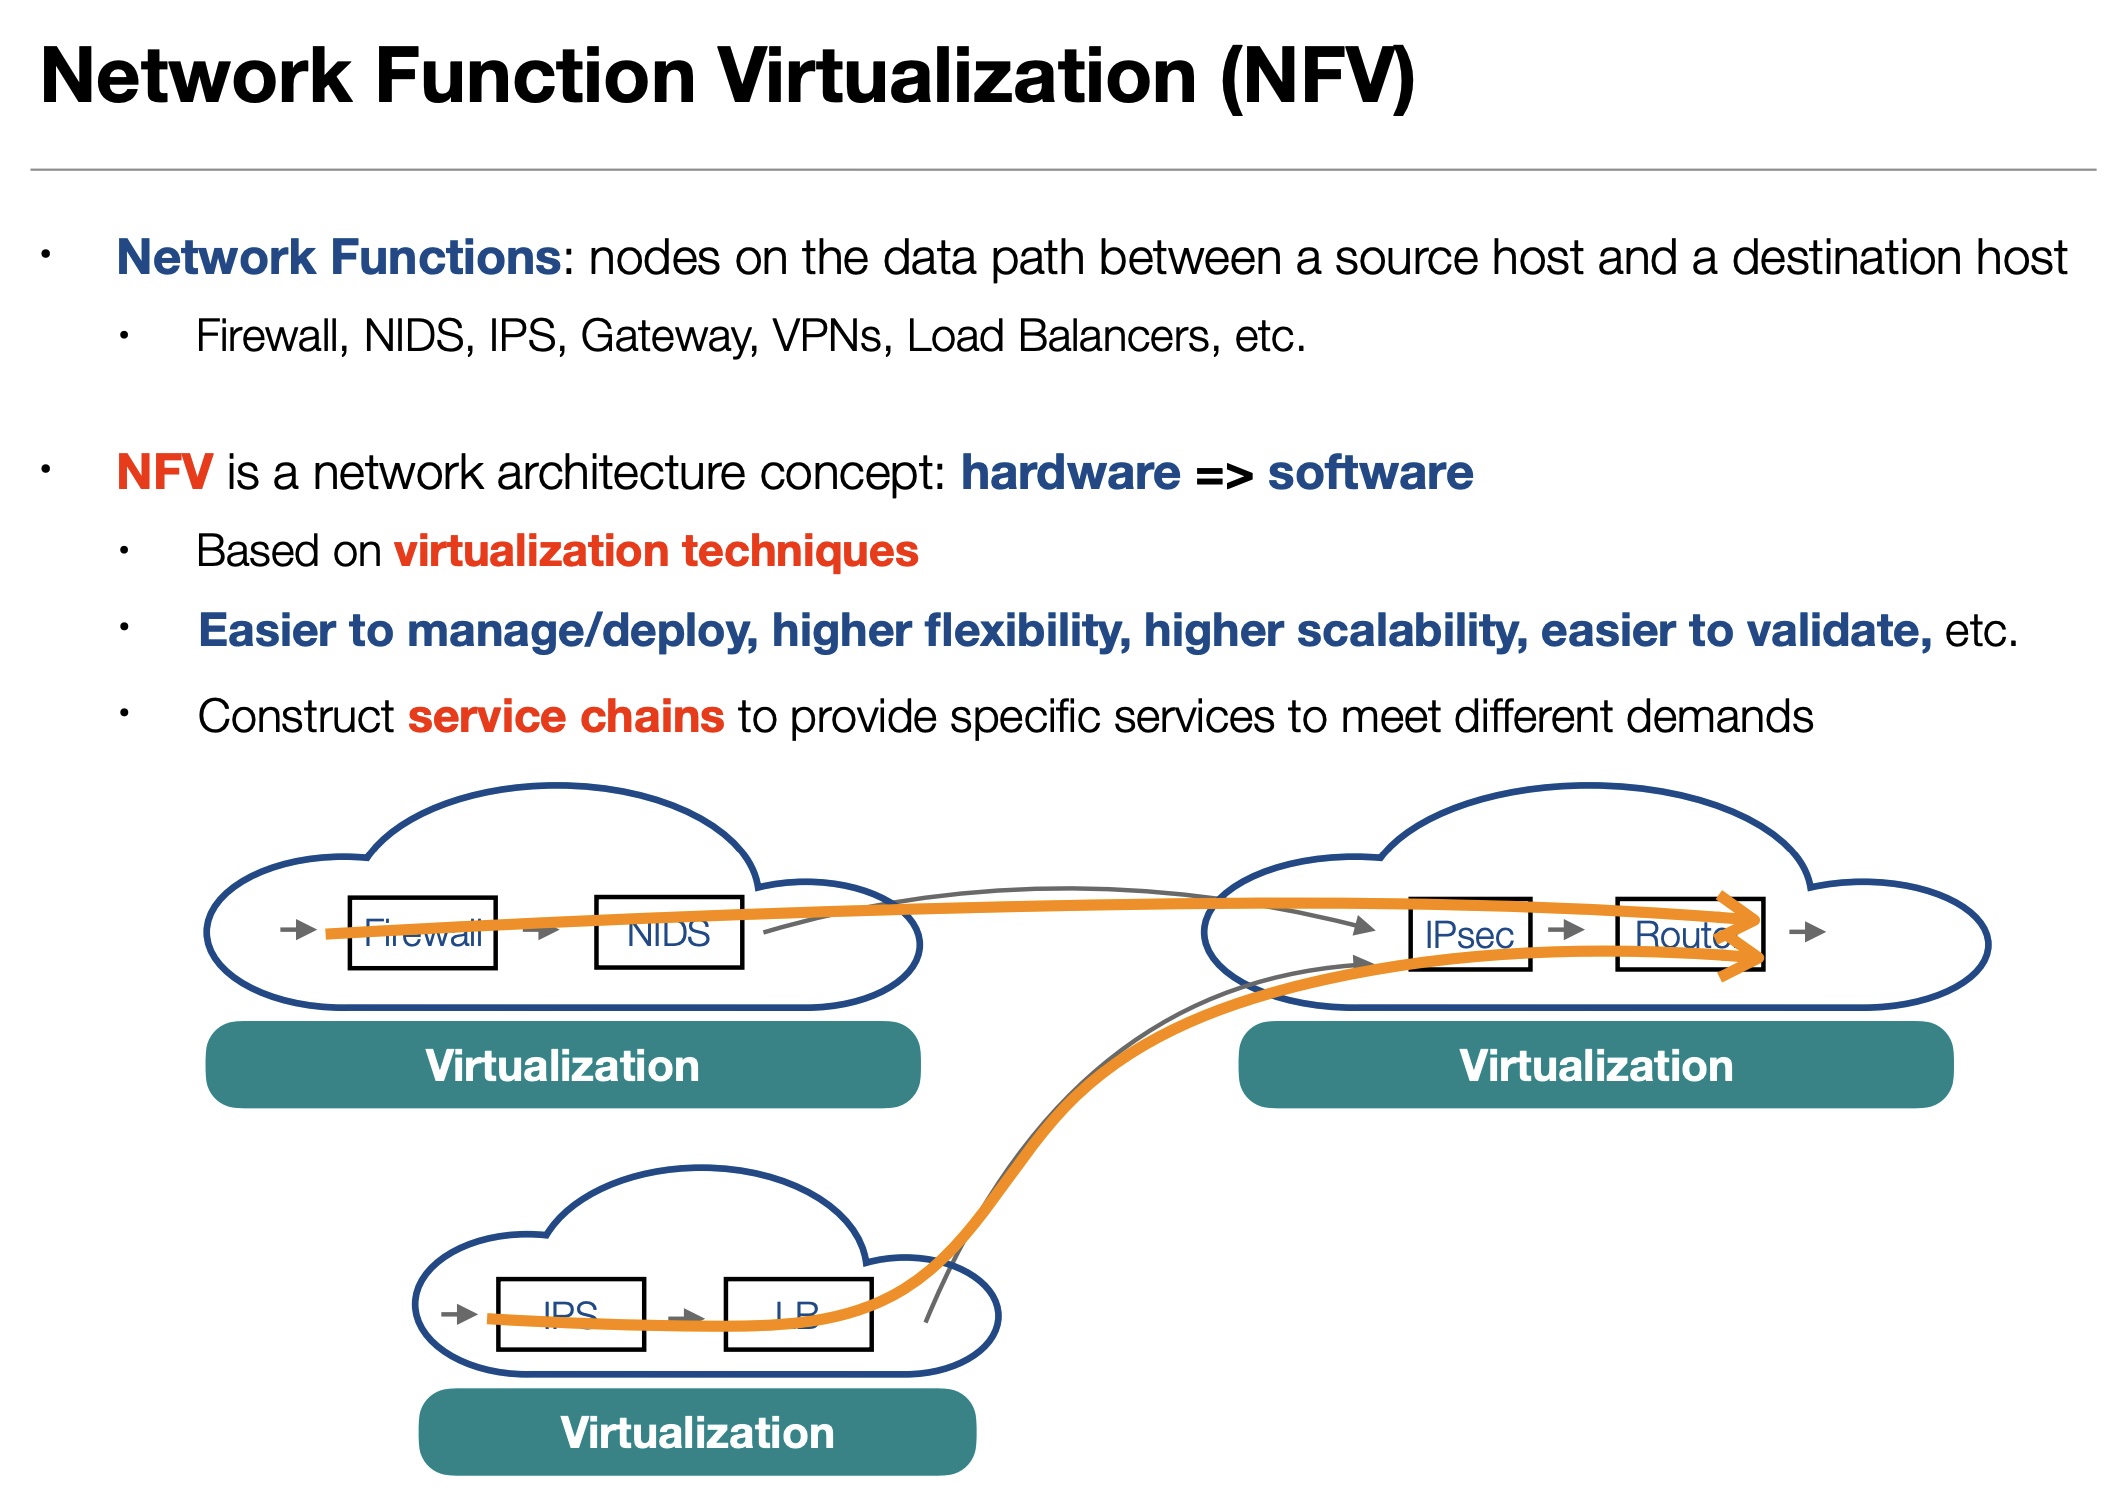 Network Function Virtualization (NFV)
• Network Functions: nodes on the data path between a source host and a destination host
• Firewall, NIDS, IPS, Gateway, VPNs, Load Balancers, etc.
• NFV is a network architecture concept: hardware => software
• Based on virtualization techniques
• Easier to manage/deploy, higher flexibility, higher scalability, easier to validate, etc.
• Construct service chains to provide specific services to meet different demands
Firewall
NIDS
IPsec
Route
Virtualization
Virtualization
IPS
LB
Virtualization